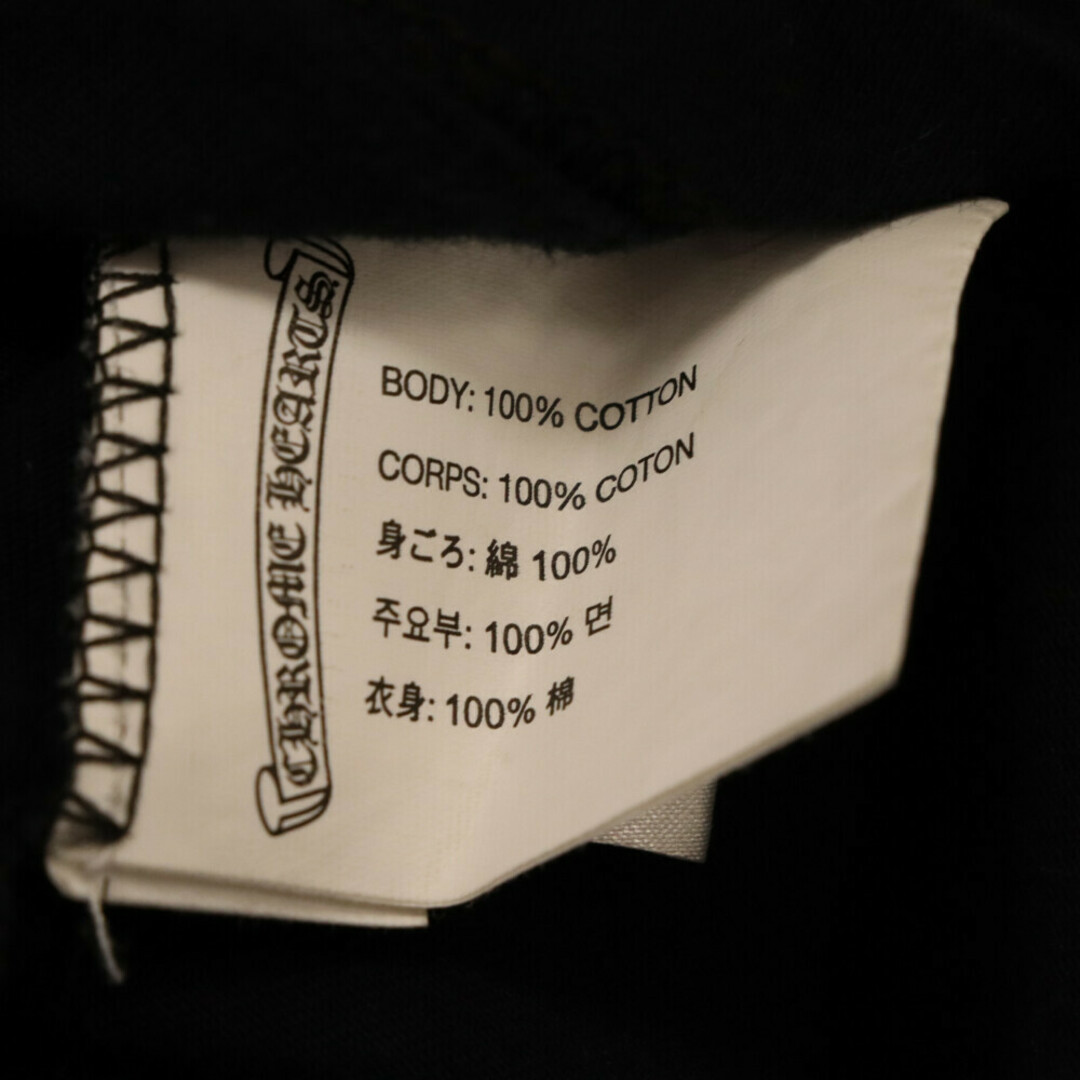 CHROME HEARTS
BODY: 100% COTTON
CORPS: 100% COTON
身ごろ: 綿 100%
주요부: 100% 면
衣身: 100% 棉